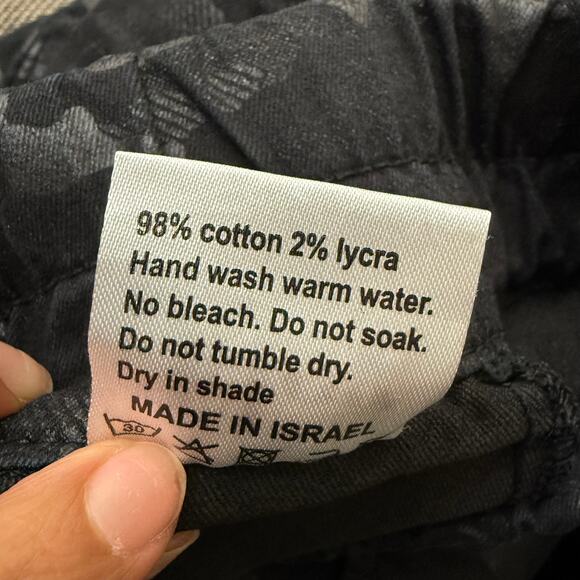 98% cotton 2% lycra
Hand wash warm water.
No bleach. Do not soak.
Do not tumble dry.
Dry in shade
MADE IN ISRAEL
30